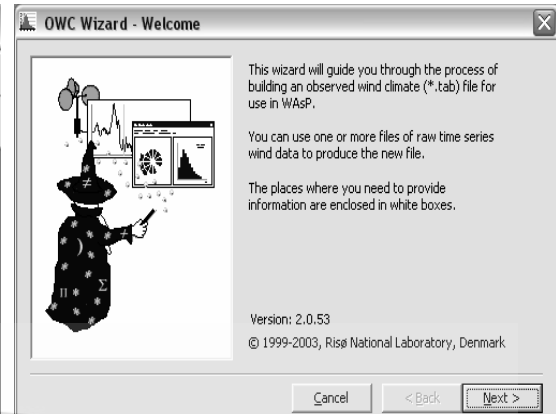 OWC Wizard - Welcome
This wizard will guide you through the process of
building an observed wind climate (*.tab) file for
use in WAsP.
You can use one or more files of raw time series
wind data to produce the new file.
The places where you need to provide
information are enclosed in white boxes.
Version: 2.0.53
© 1999-2003, Risø National Laboratory, Denmark
Cancel
< Back
Next >